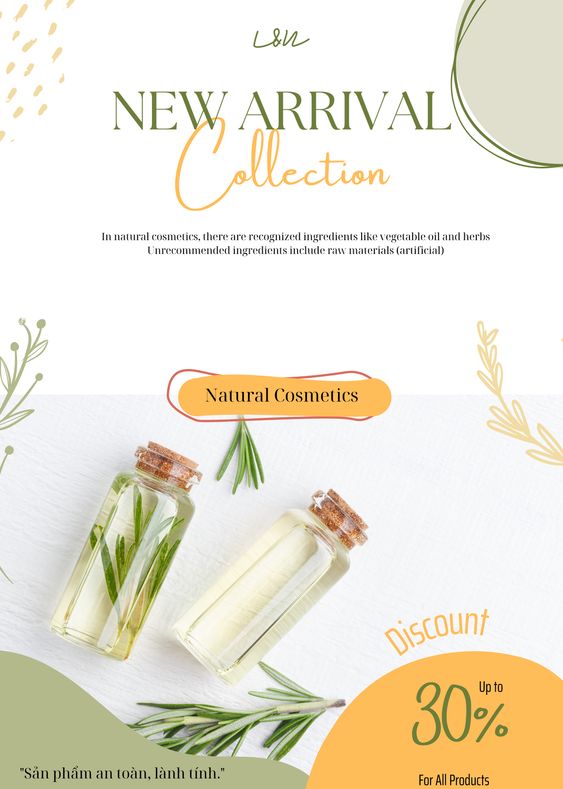 L&N
NEW ARRIVAL
Collection
In natural cosmetics, there are recognized ingredients like vegetable oil and herbs
Unrecommended ingredients include raw materials (artificial)
Natural Cosmetics
Discount
Up to
30%
For All Products
"Sản phẩm an toàn, lành tính."